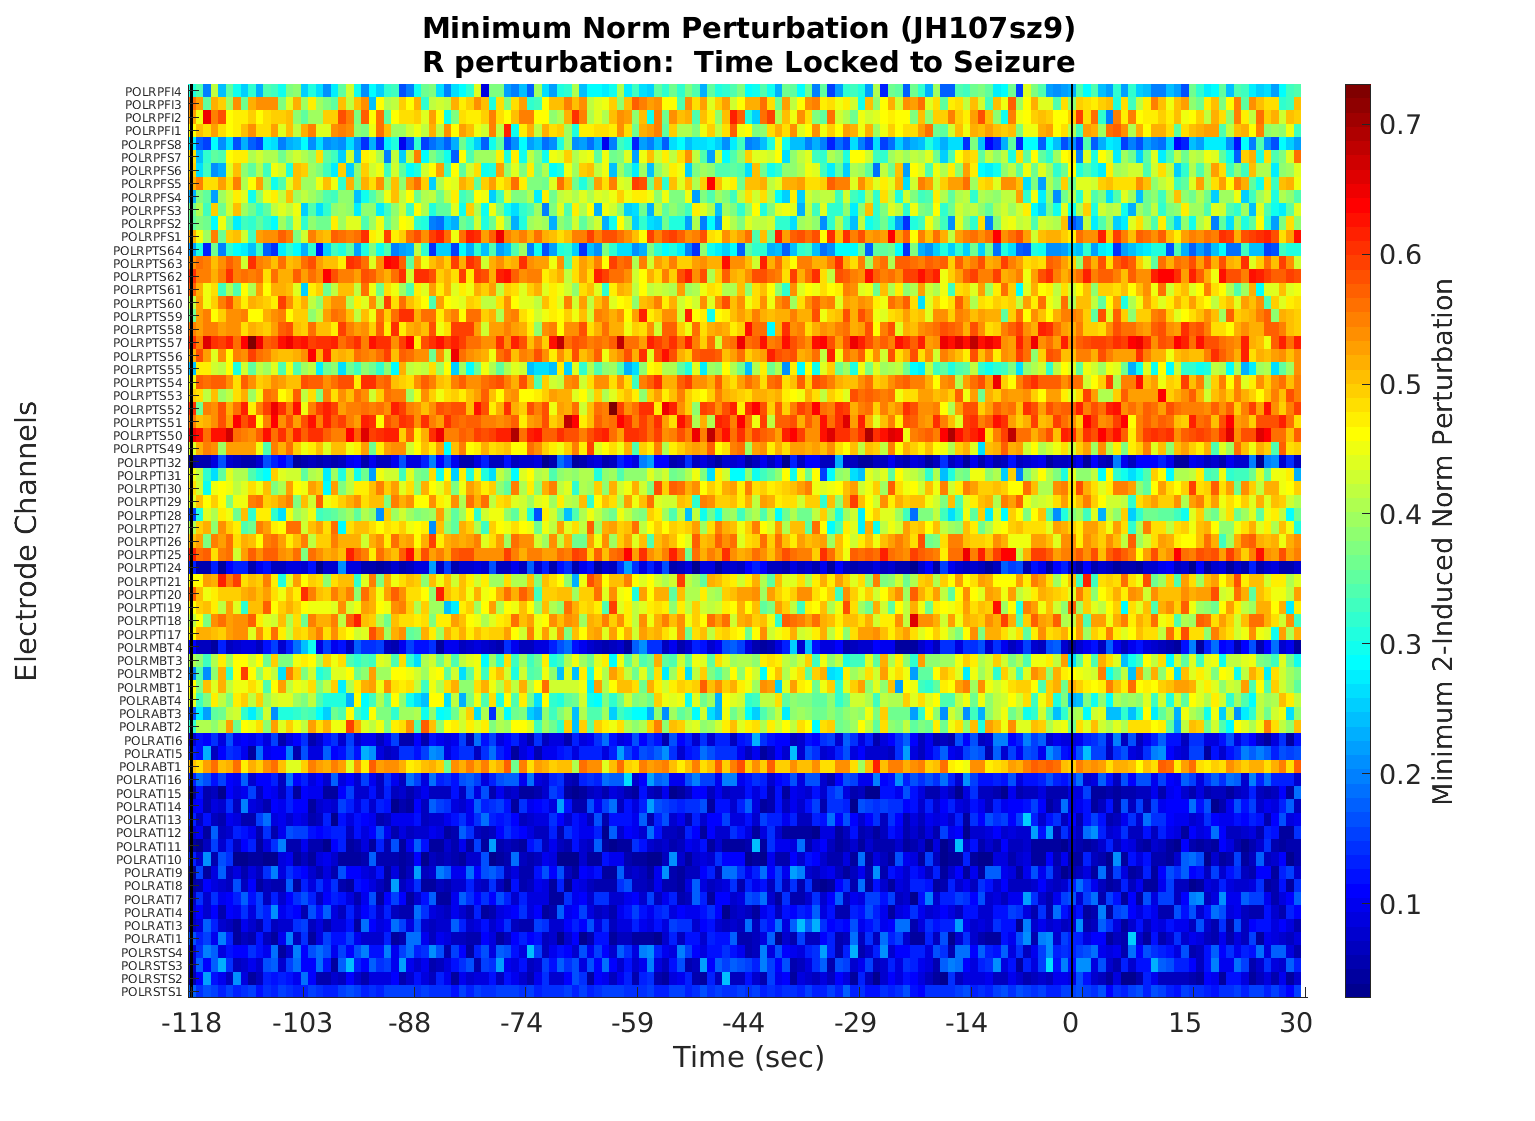 Minimum Norm Perturbation (JH107sz9)
R perturbation:  Time Locked to Seizure
Electrode Channels
POLRPFI4
POLRPFI3
POLRPFI2
POLRPFI1
POLRPFS8
POLRPFS7
POLRPFS6
POLRPFS5
POLRPFS4
POLRPFS3
POLRPFS2
POLRPFS1
POLRPTS64
POLRPTS63
POLRPTS62
POLRPTS61
POLRPTS60
POLRPTS59
POLRPTS58
POLRPTS57
POLRPTS56
POLRPTS55
POLRPTS54
POLRPTS53
POLRPTS52
POLRPTS51
POLRPTS50
POLRPTS49
POLRPTI32
POLRPTI31
POLRPTI30
POLRPTI29
POLRPTI28
POLRPTI27
POLRPTI26
POLRPTI25
POLRPTI24
POLRPTI21
POLRPTI20
POLRPTI19
POLRPTI18
POLRPTI17
POLRMBT4
POLRMBT3
POLRMBT2
POLRMBT1
POLRABT4
POLRABT3
POLRABT2
POLRATI6
POLRATI5
POLRABT1
POLRATI16
POLRATI15
POLRATI14
POLRATI13
POLRATI12
POLRATI11
POLRATI10
POLRATI9
POLRATI8
POLRATI7
POLRATI4
POLRATI3
POLRATI1
POLRSTS4
POLRSTS3
POLRSTS2
POLRSTS1
-118 -103 -88 -74 -59 -44 -29 -14 0 15 30
Time (sec)
0.7
0.6
0.5
0.4
0.3
0.2
0.1
Minimum 2-Induced Norm Perturbation